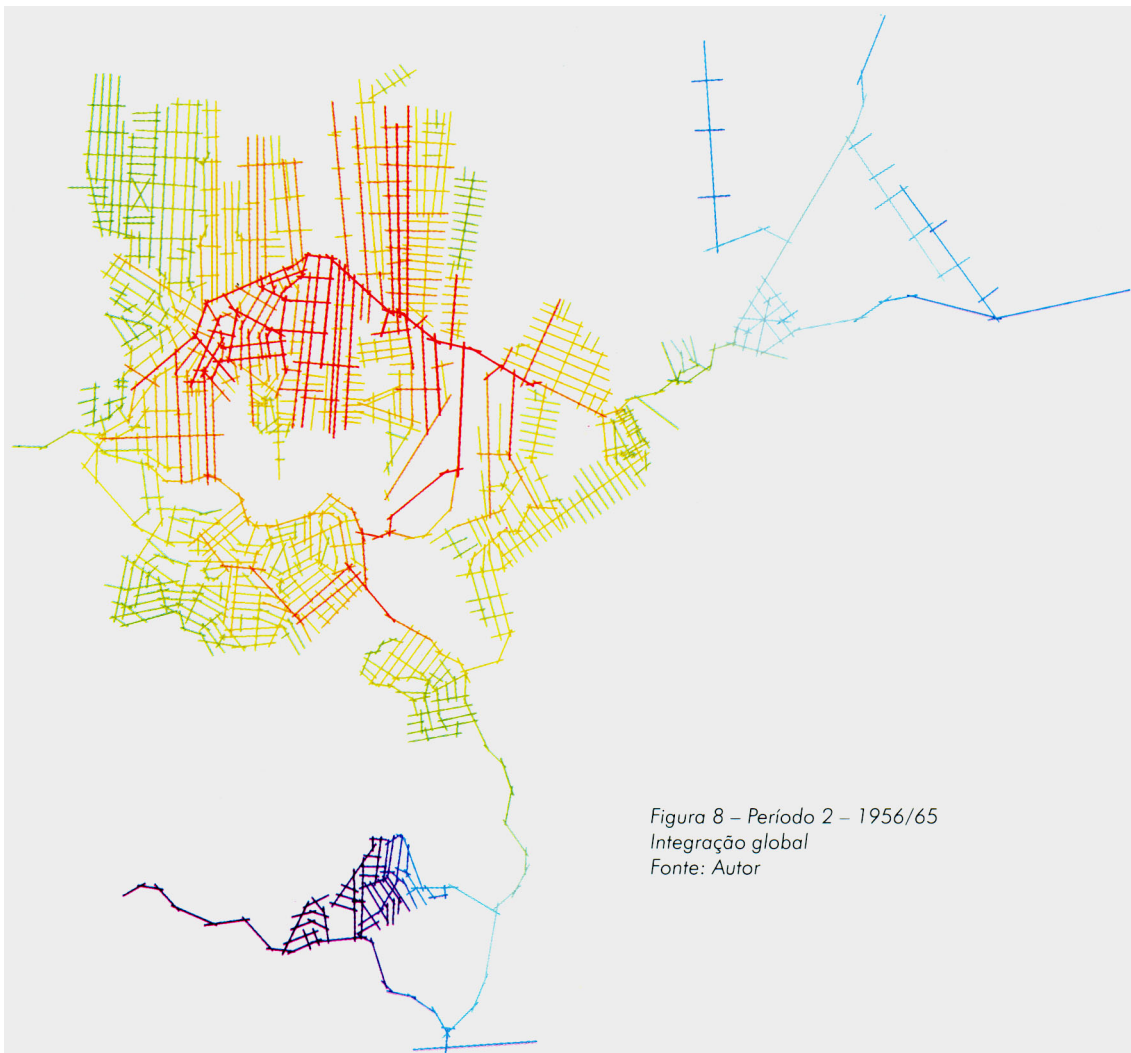 Figura 8 – Período 2 – 1956/65
Integração global
Fonte: Autor